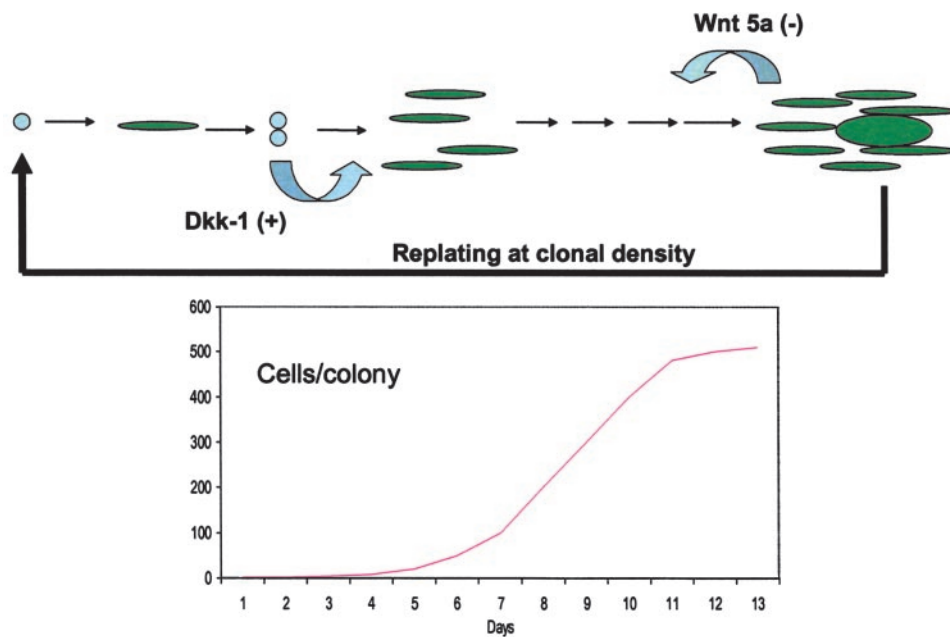 Wnt 5a (-)
Dkk-1 (+)
Replating at clonal density
Cells/colony
600
500
400
300
200
100
0
1 2 3 4 5 6 7 8 9 10 11 12 13
Days